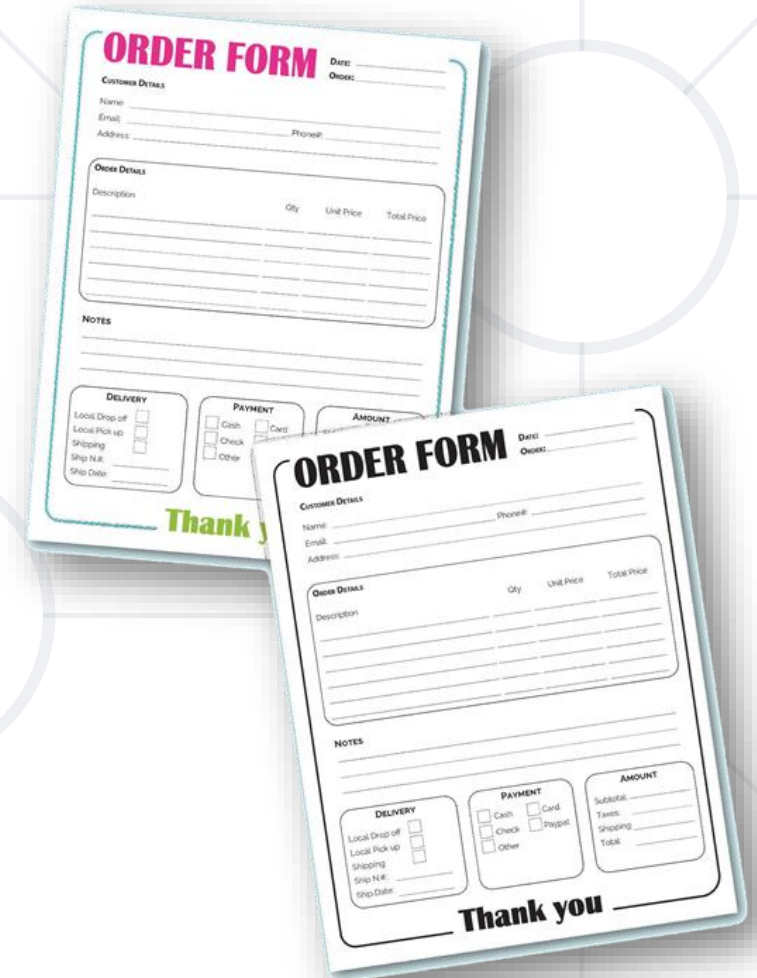 ORDER FORM
DATE:
ORDER:
CUSTOMER DETAILS
Name:
Email: Phone#:
Address:
ORDER DETAILS
Description Qty Unit Price Total Price
NOTES
DELIVERY
Local Drop off
Local Pick up
Shipping
Ship N.#:
Ship Date:
PAYMENT
Cash Card
Check
Other
AMOUNT
Thank
ORDER FORM
DATE:
ORDER:
CUSTOMER DETAILS
Name:
Email: Phone#:
Address:
ORDER DETAILS
Description Qty Unit Price Total Price
NOTES
DELIVERY
Local Drop off
Local Pick up
Shipping
Ship N.#:
Ship Date:
PAYMENT
Cash Card
Check Paypal
Other
AMOUNT
Subtotal:
Taxes:
Shipping:
Total:
Thank you